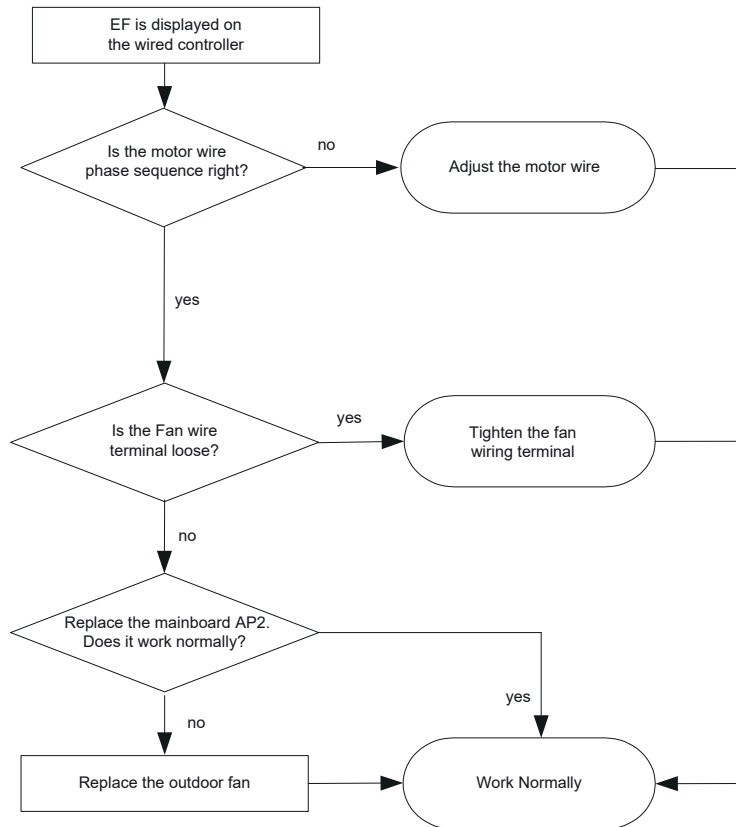 EF is displayed on
the wired controller
Is the motor wire
phase sequence right?
no
Adjust the motor wire
yes
Is the Fan wire
terminal loose?
yes
Tighten the fan
wiring terminal
no
Replace the mainboard AP2.
Does it work normally?
yes
no
Replace the outdoor fan
Work Normally